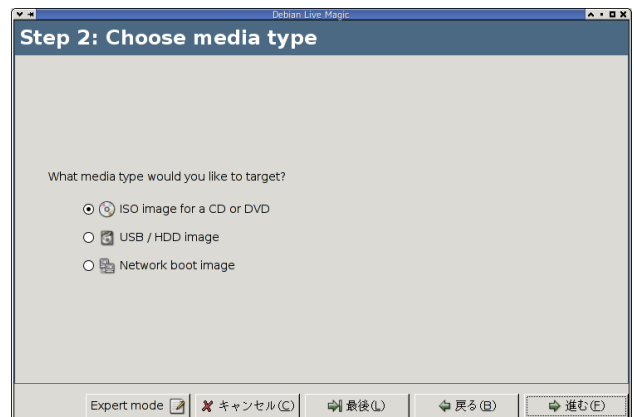 Debian Live Magic
Step 2: Choose media type
What media type would you like to target?
ISO image for a CD or DVD
USB / HDD image
Network boot image
Expert mode キャンセル(C) 最後(L) 戻る(B) 進む(F)